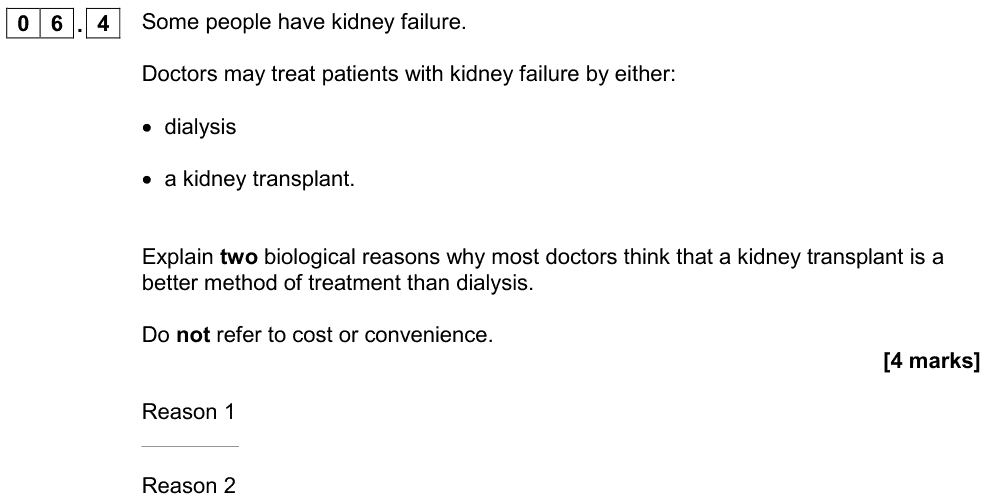 06.4 Some people have kidney failure.
Doctors may treat patients with kidney failure by either:
• dialysis
• a kidney transplant.
Explain two biological reasons why most doctors think that a kidney transplant is a
better method of treatment than dialysis.
Do not refer to cost or convenience.
[4 marks]
Reason 1
Reason 2